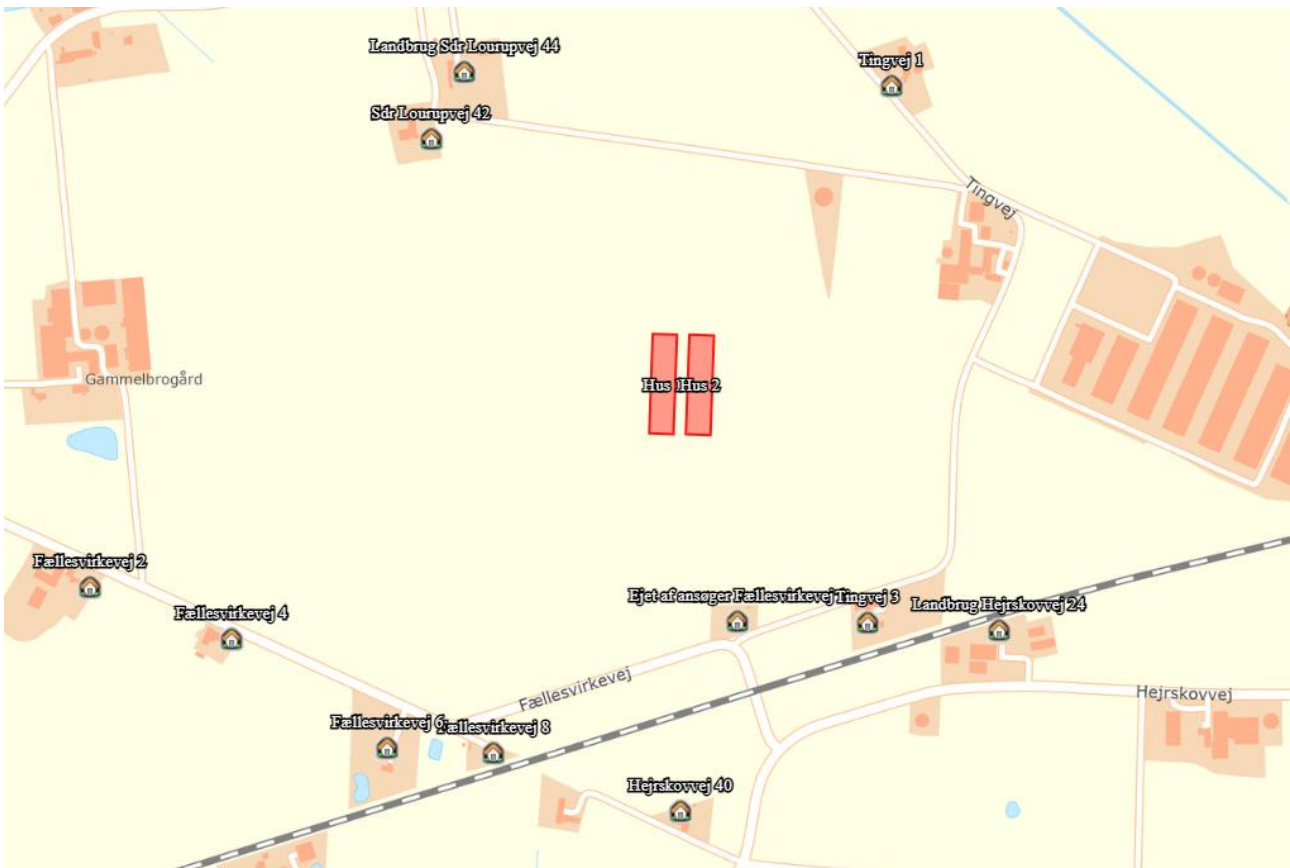 Landbrug Sdr Lourupvej 44
Tingvej 1
Sdr Lourupvej 42
Tingvej
Gammelbrogård
Hus 1
Hus 2
Fællesvirkevej 2
Fællesvirkevej 4
Ejet af ansøger Fællesvirkevej
Tingvej 3
Landbrug Hejrskovvej 24
Fællesvirkevej
Hejrskovvej
Fællesvirkevej 6
Fællesvirkevej 8
Hejrskovvej 40